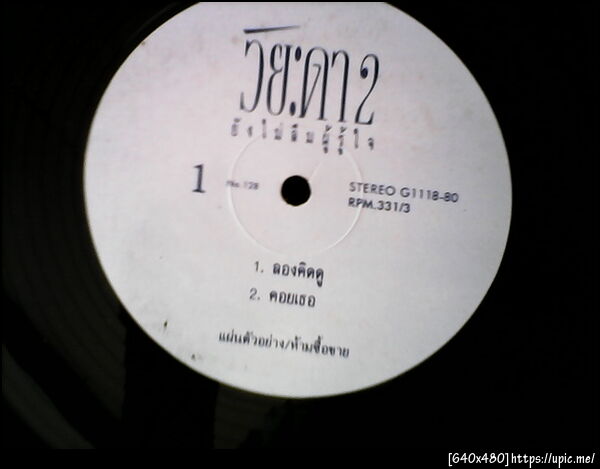 วิยะดา 2
ยังไม่ลืมผู้รู้ใจ
1 No. 128
STEREO G1118-80
RPM.331/3
1. ลองคิดดู
2. คอยเธอ
แผ่นตัวอย่าง/ห้ามซื้อขาย
[640x480]https://upic.me/